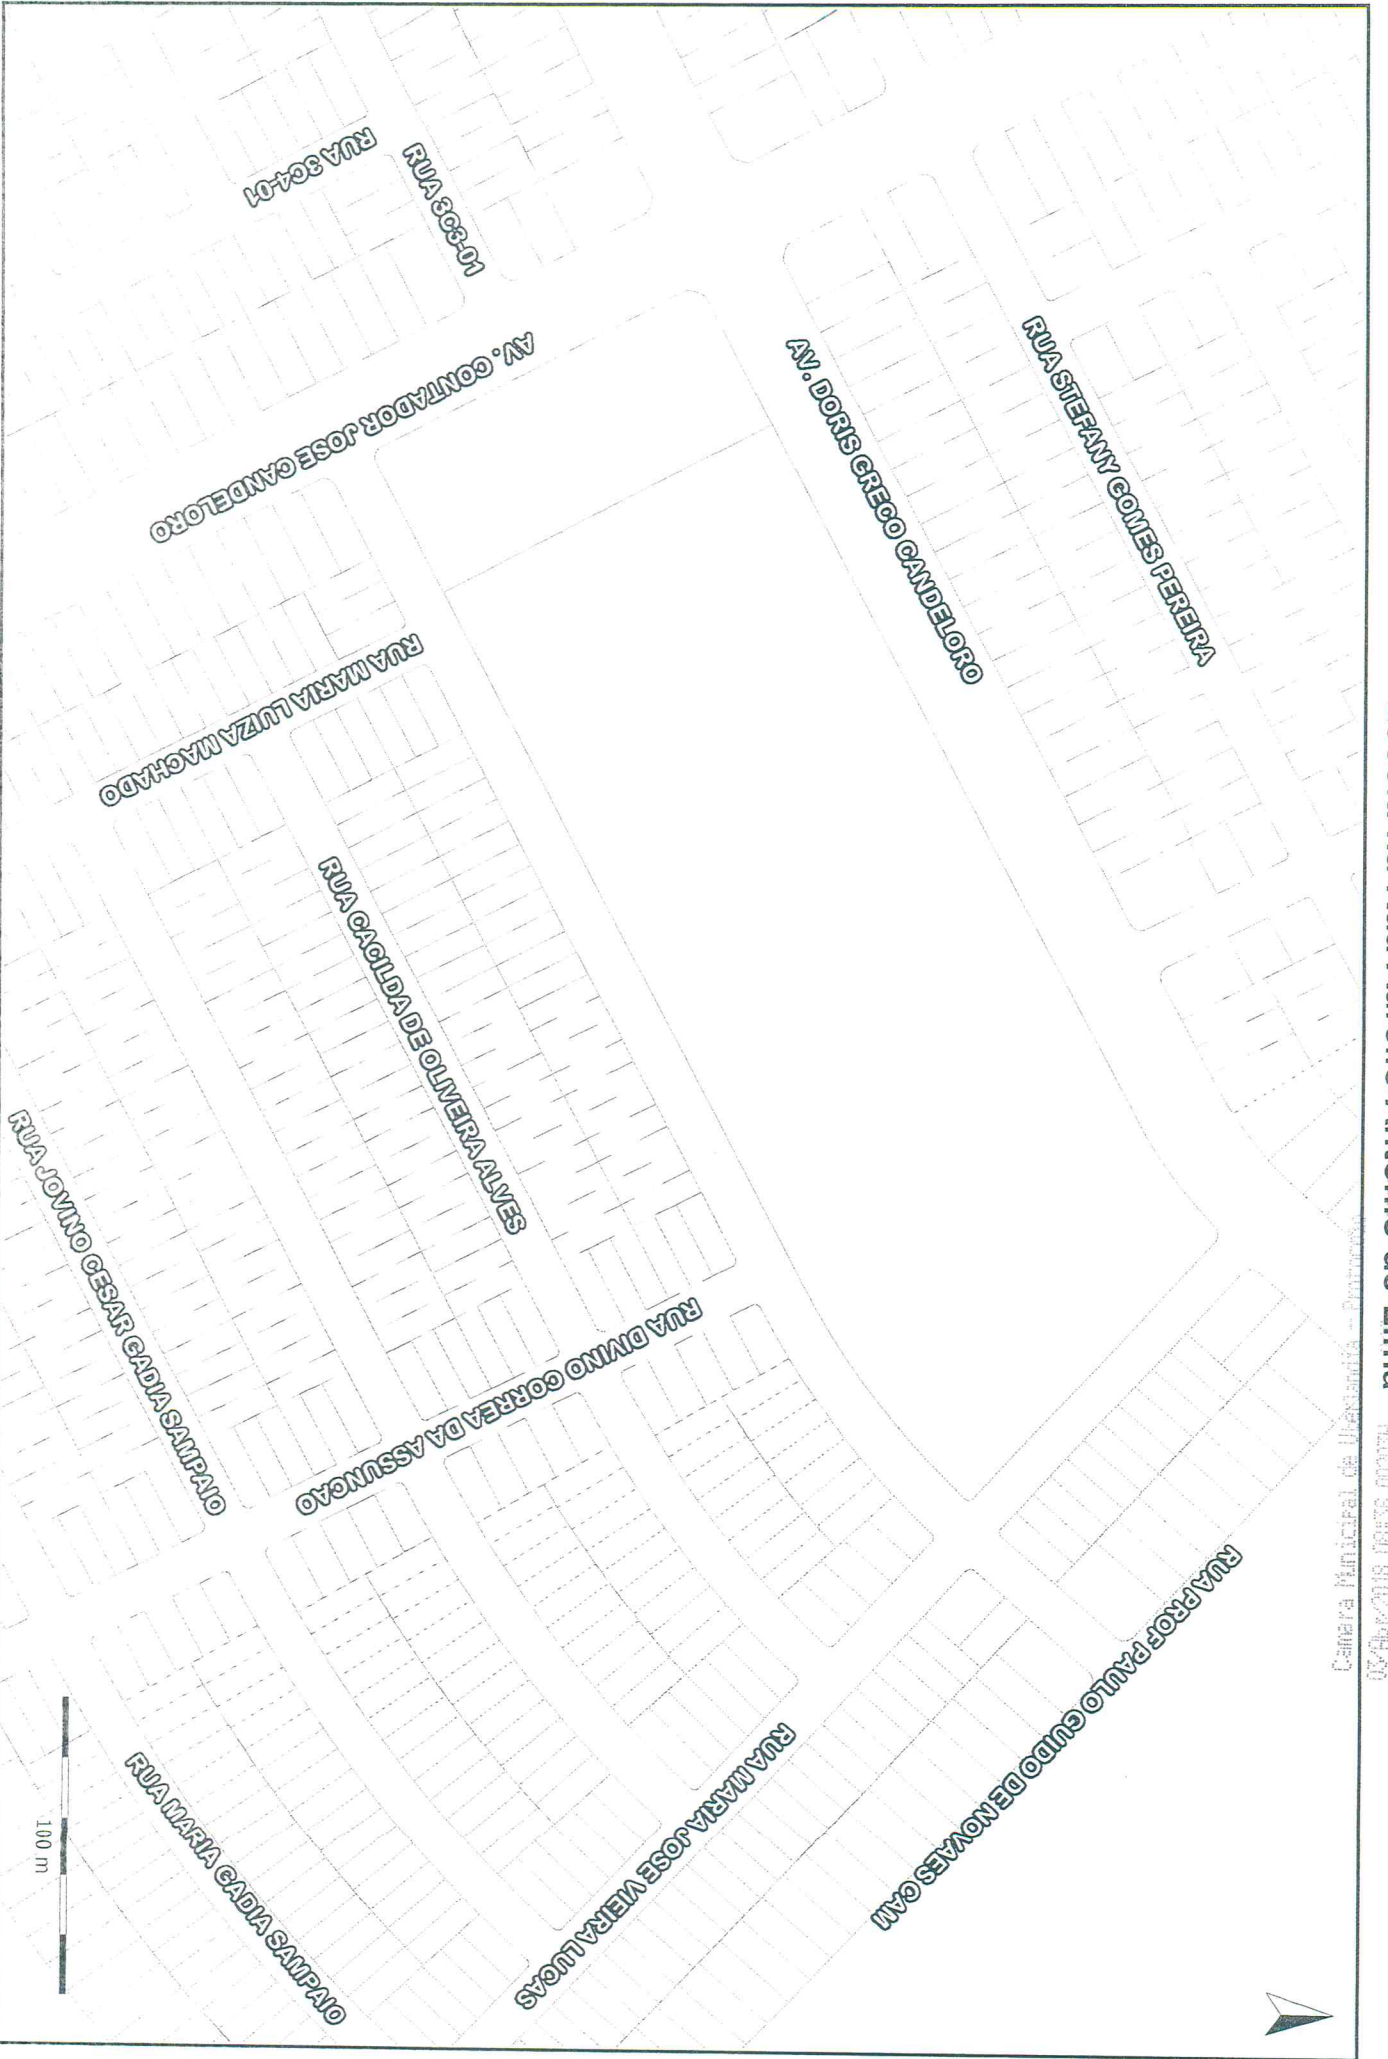 RUA STEFANY GOMES PEREIRA
AV. DORIS GRECO CANDELORO
RUA 3C3-01
RUA 3C4-01
AV. CONTADOR JOSE CANDELORO
RUA MARIA LUIZA MACHADO
RUA CACILDA DE OLIVEIRA ALVES
RUA JOVINO CESAR CADIA SAMPAIO
RUA DIVINO CORREA DA ASSUNCAO
RUA PROF PAULO GUIDO DE NOVAES CAM
RUA MARIA JOSE VIEIRA LUCAS
RUA MARIA CADIA SAMPAIO
100 m
Camara Municipal de Uberlandia - Protocolo